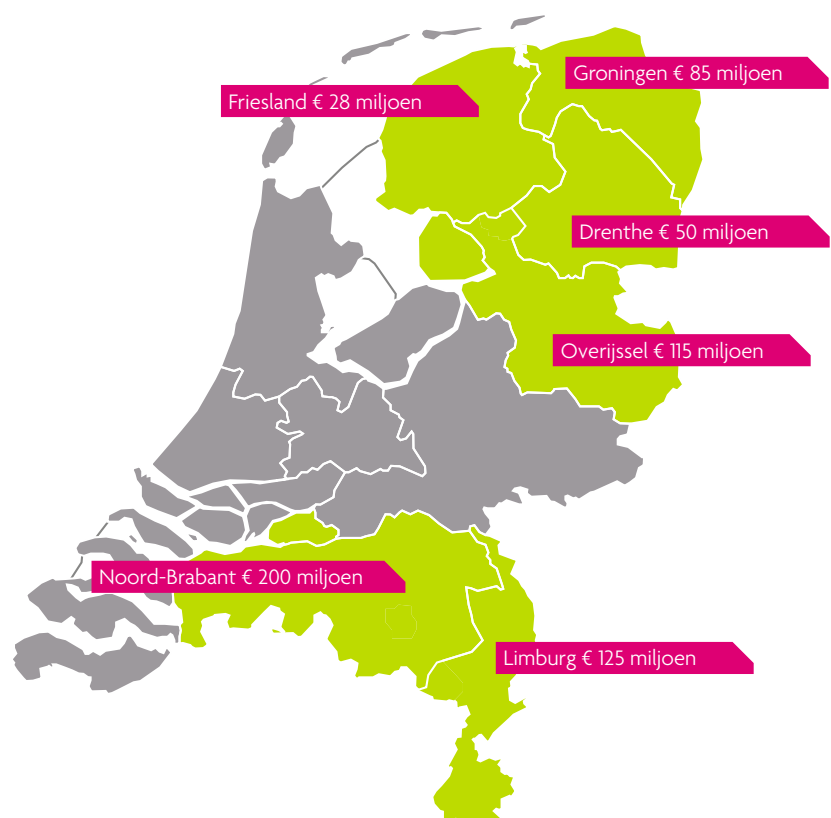 Groningen € 85 miljoen
Friesland € 28 miljoen
Drenthe € 50 miljoen
Overijssel € 115 miljoen
Noord-Brabant € 200 miljoen
Limburg € 125 miljoen